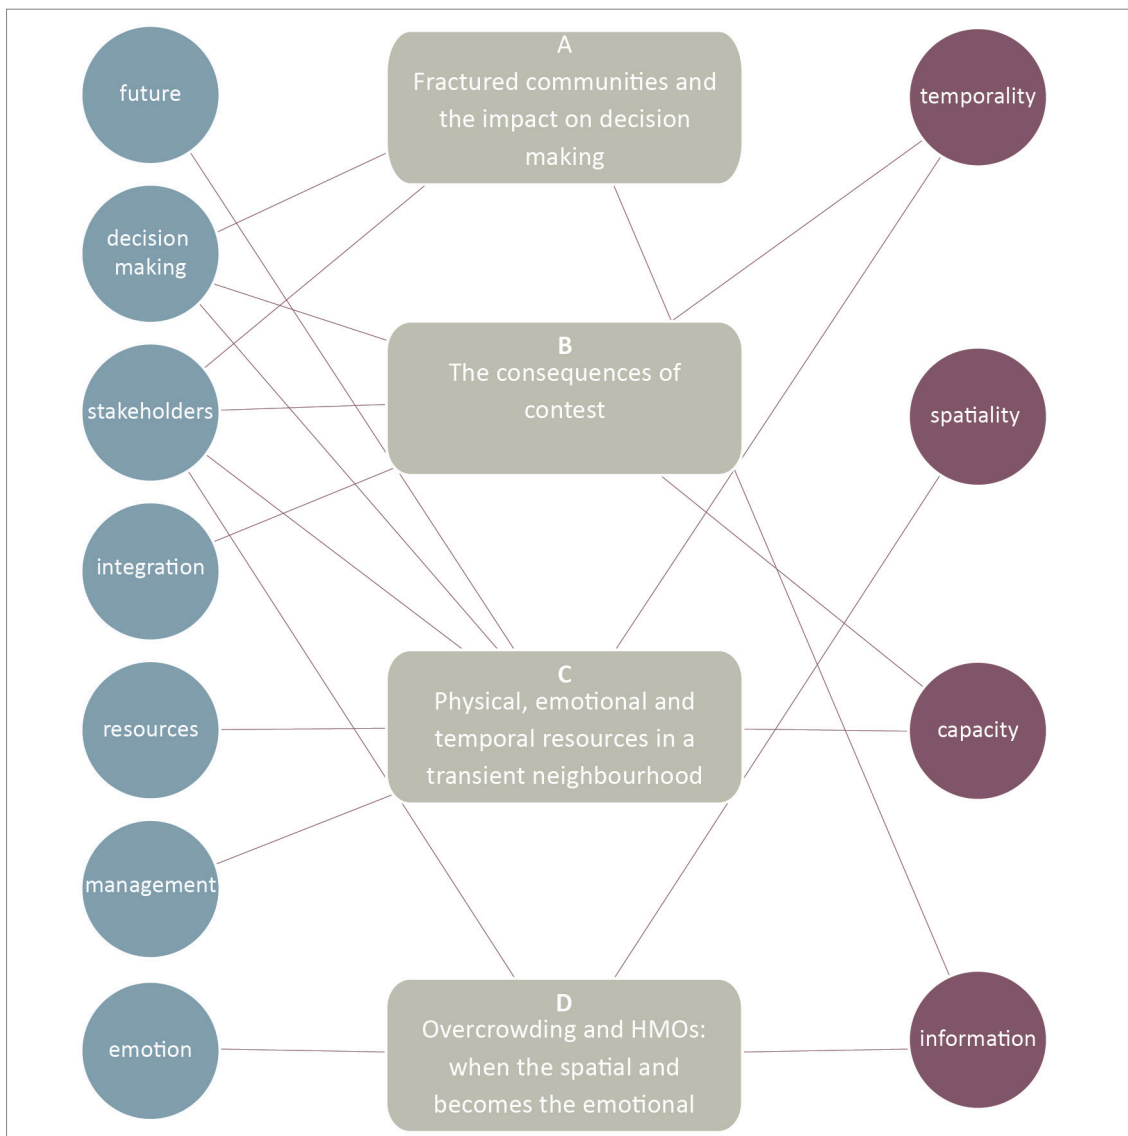 future
decision
making
stakeholders
integration
resources
management
emotion
A
Fractured communities and
the impact on decision
making
B
The consequences of
contest
C
Physical, emotional and
temporal resources in a
transient neighbourhood
D
Overcrowding and HMOs:
when the spatial and
becomes the emotional
temporality
spatiality
capacity
information